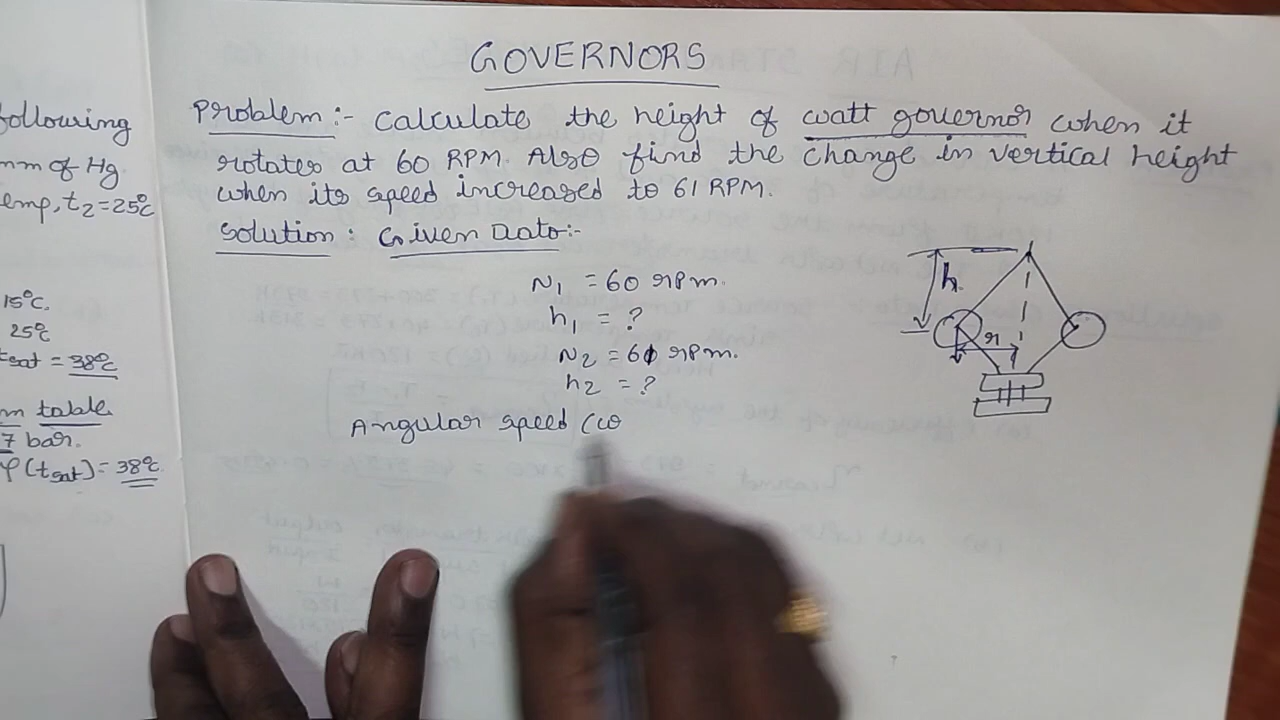 GOVERNORS
Problem:- calculate the height of watt governor when it
rotates at 60 RPM. Also find the change in vertical height
when its speed increased to 61 RPM.
Solution: Given Data:-
N1 = 60 rpm.
h1 = ?
N2 = 61 rpm.
h2 = ?
Angular speed (ω
h.
r
following
mm of Hg
temp, t2=25°c
15°c.
25°c
tsat = 38°c
table
7 bar.
φ(tsat)=38°c